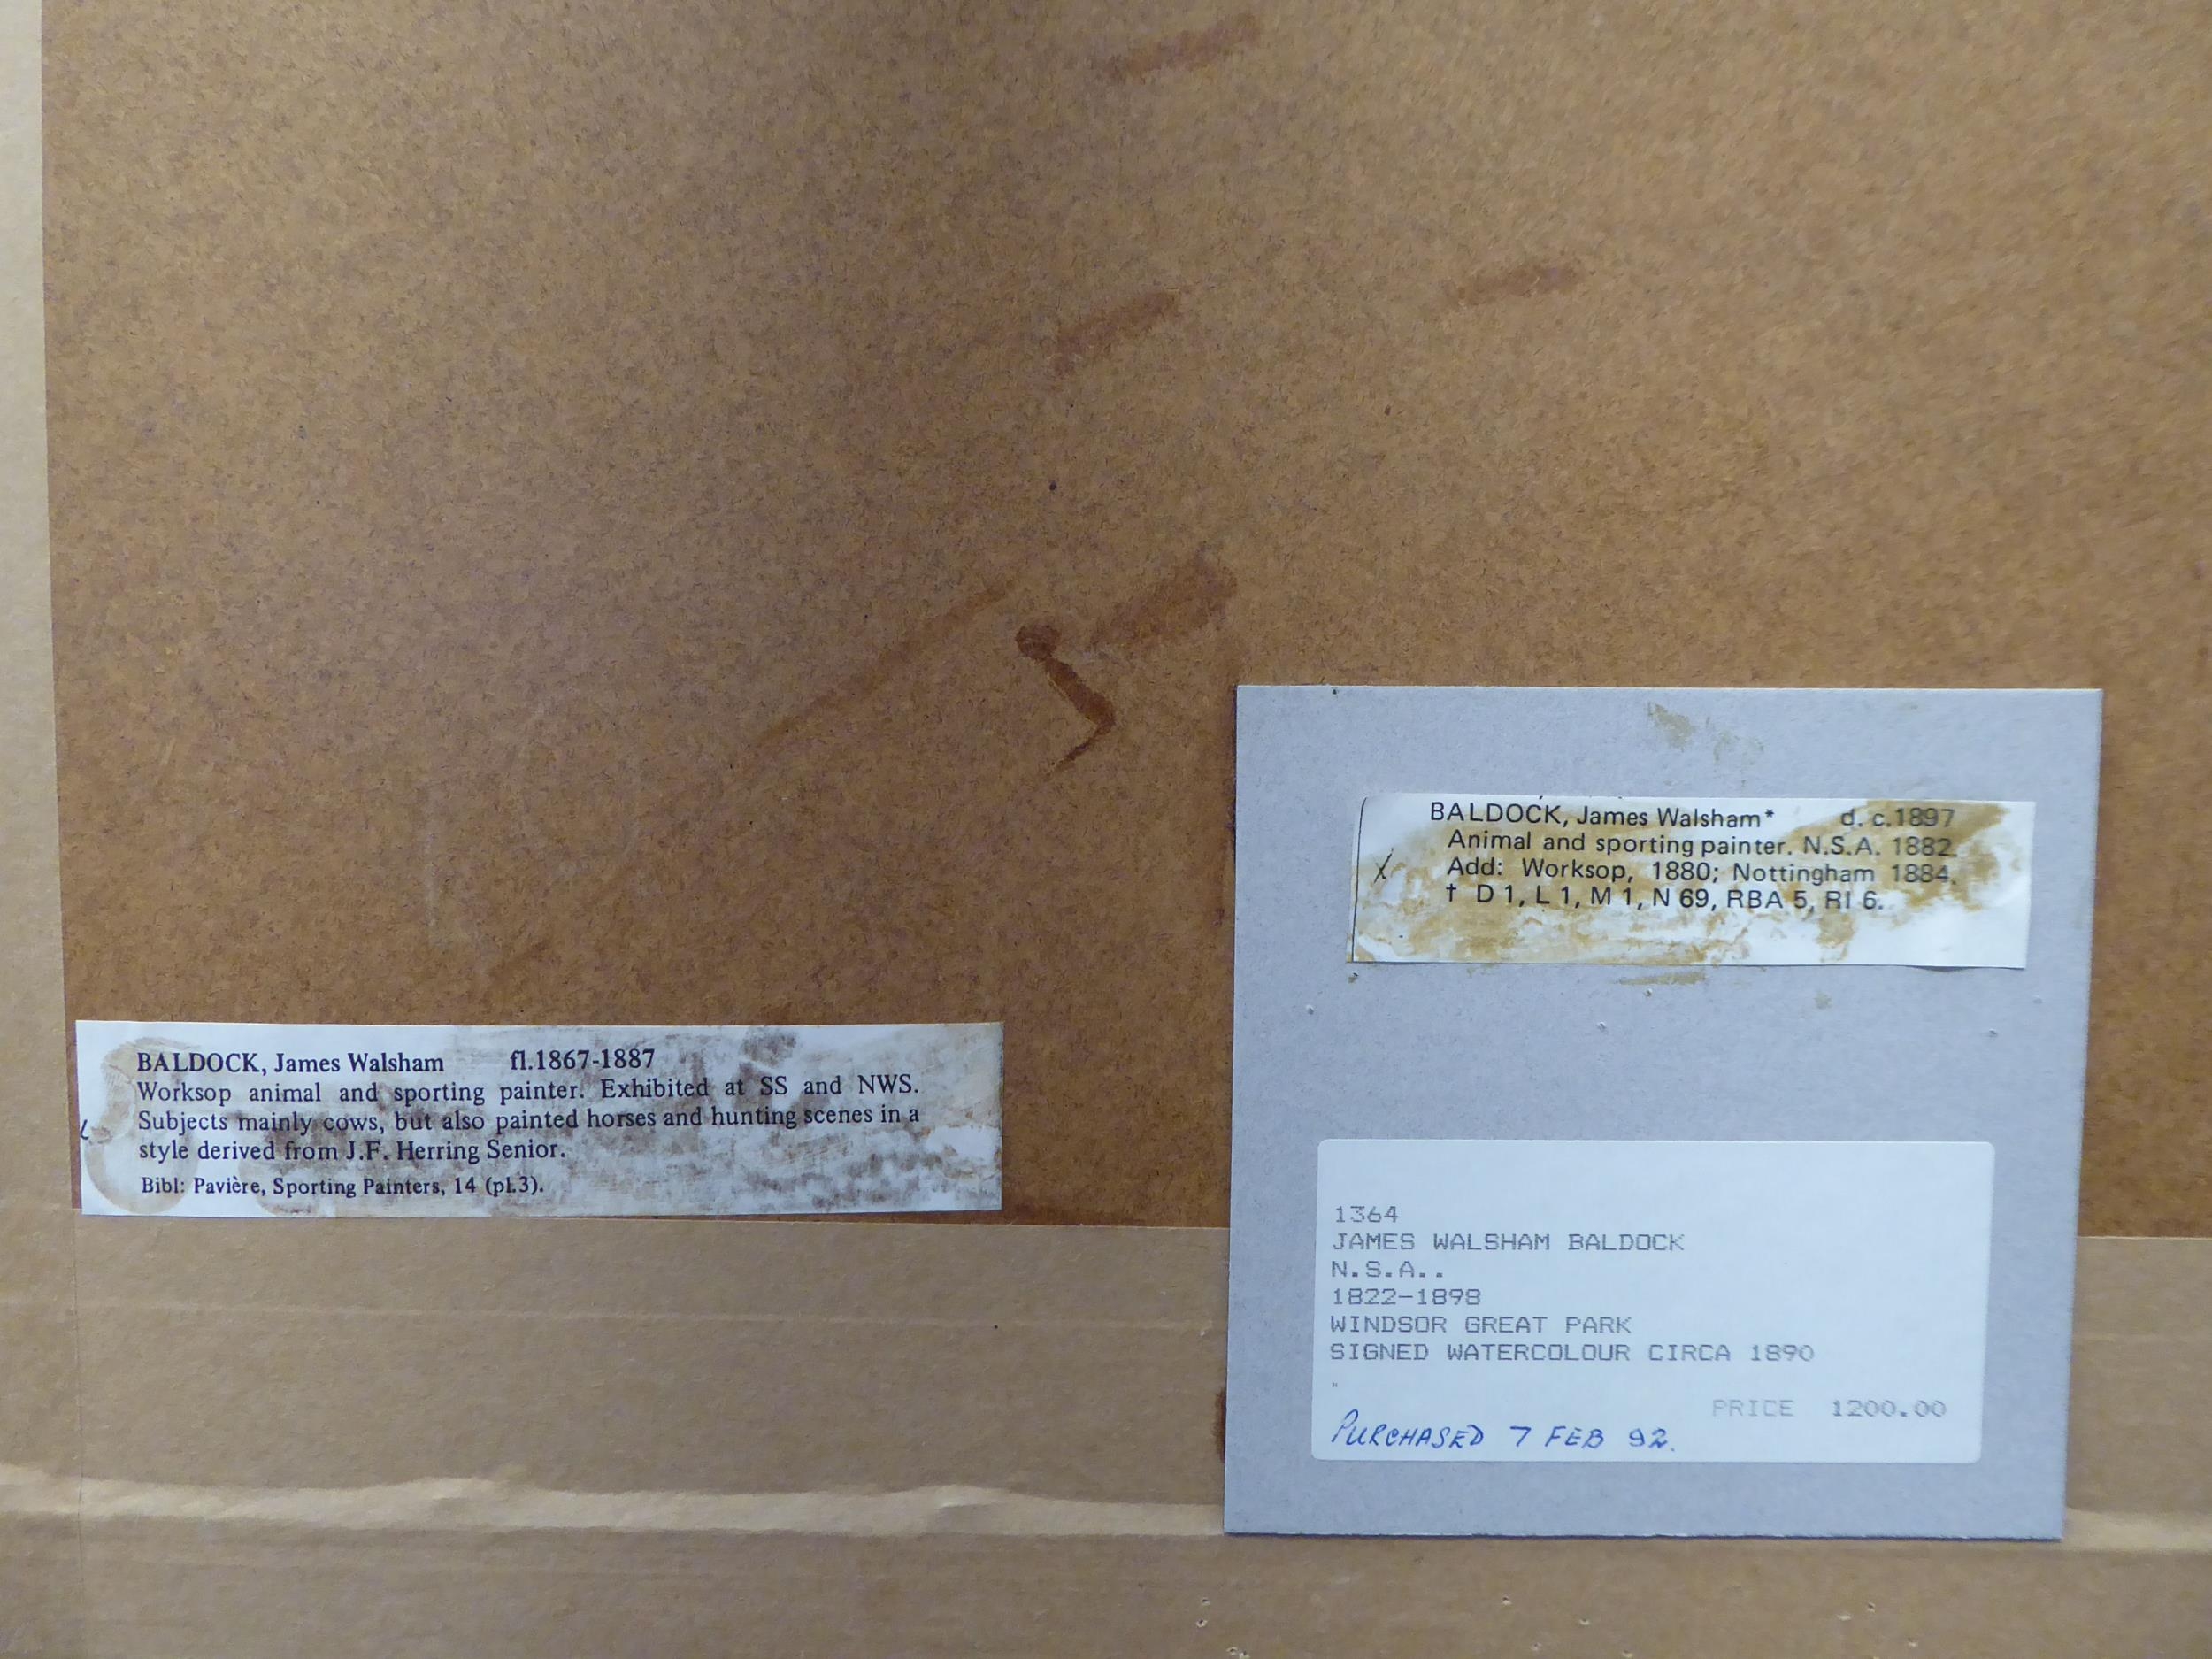 BALDOCK, James Walsham fl.1867-1887
Worksop animal and sporting painter. Exhibited at SS and NWS.
Subjects mainly cows, but also painted horses and hunting scenes in a
style derived from J.F. Herring Senior.
Bibl: Pavière, Sporting Painters, 14 (pl.3).
BALDOCK, James Walsham* d. c.1897
Animal and sporting painter. N.S.A. 1882.
Add: Worksop, 1880; Nottingham 1884.
† D 1, L 1, M 1, N 69, RBA 5, RI 6.
1364
JAMES WALSHAM BALDOCK
N.S.A..
1822-1898
WINDSOR GREAT PARK
SIGNED WATERCOLOUR CIRCA 1890
"
PRICE 1200.00
PURCHASED 7 FEB 92.